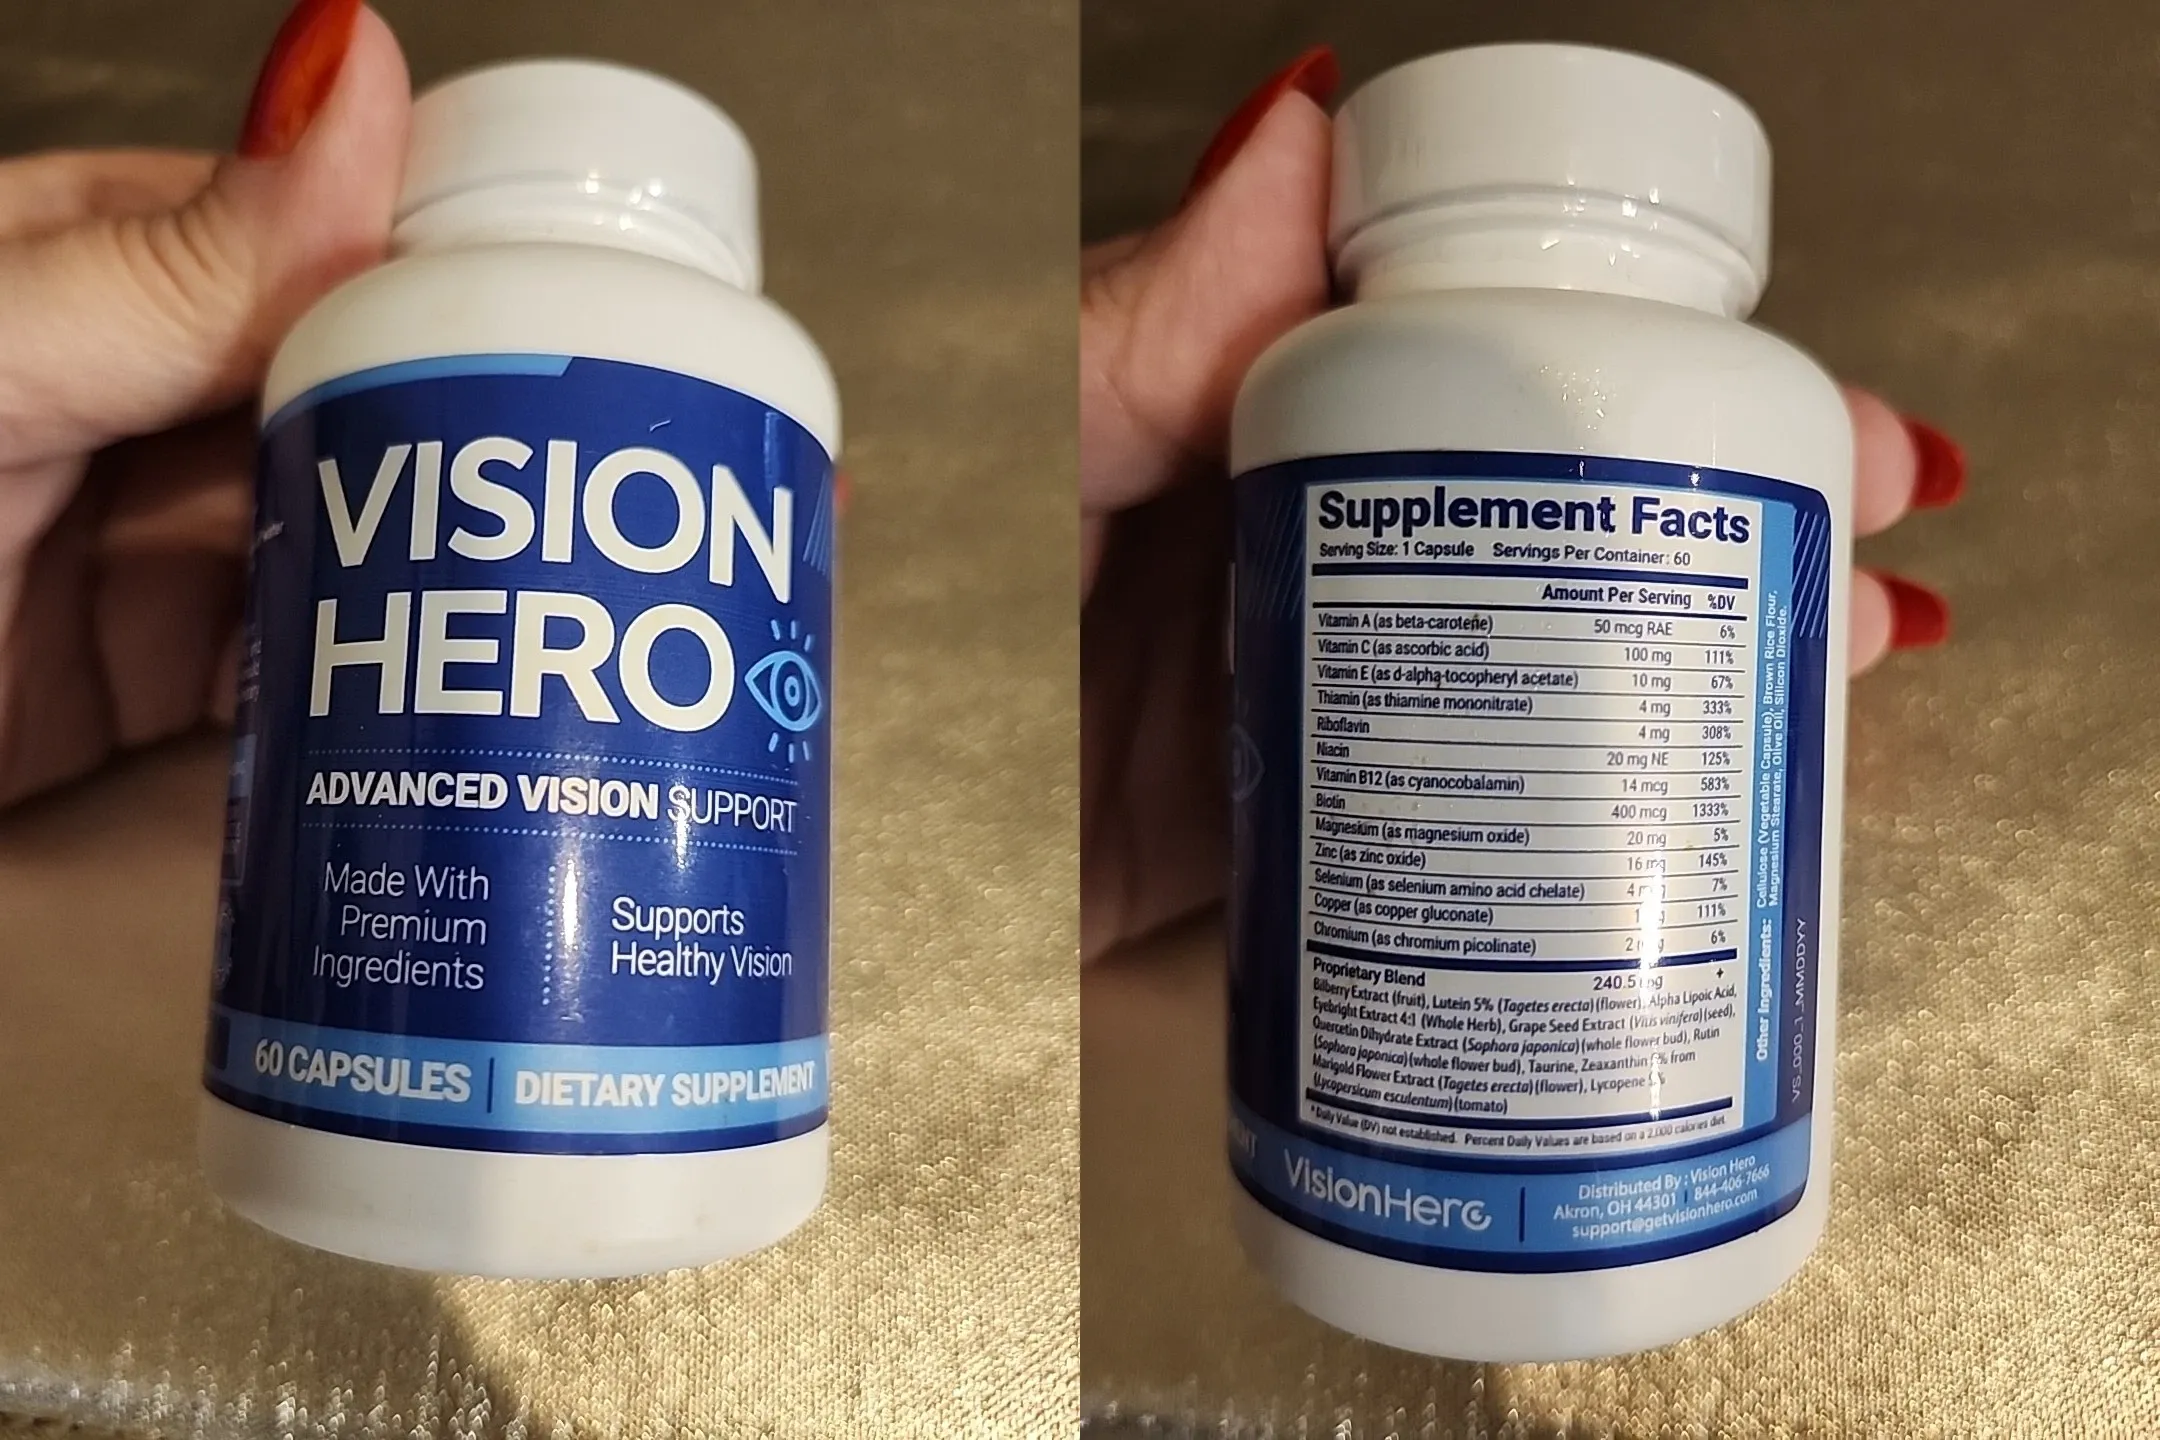 VISION
HERO
ADVANCED VISION SUPPORT
Made With
Premium
Ingredients
Supports
Healthy Vision
60 CAPSULES
DIETARY SUPPLEMENT
Supplement Facts
Serving Size: 1 Capsule Servings Per Container: 60
Amount Per Serving %DV
Vitamin A (as beta-carotene) 50 mcg RAE 6%
Vitamin C (as ascorbic acid) 100 mg 111%
Vitamin E (as d-alpha-tocopheryl acetate) 10 mg 67%
Thiamin (as thiamine mononitrate) 4 mg 333%
Riboflavin 4 mg 308%
Niacin 20 mg NE 125%
Vitamin B12 (as cyanocobalamin) 14 mcg 583%
Biotin 400 mcg 1333%
Magnesium (as magnesium oxide) 20 mg 5%
Zinc (as zinc oxide) 16 mg 145%
Selenium (as selenium amino acid chelate) 4 7%
Copper (as copper gluconate) 1 111%
Chromium (as chromium picolinate) 2 6%
Proprietary Blend 240.5 mg +
Bilberry Extract (fruit), Lutein 5% (Tagetes erecta)(flower), Alpha Lipoic Acid,
Eyebright Extract 4:1 (Whole Herb), Grape Seed Extract (Vitis vinifera)(seed),
Quercetin Dihydrate Extract (Sophora japonica)(whole flower bud), Rutin
(Sophora japonica)(whole flower bud), Taurine, Zeaxanthin from
Marigold Flower Extract (Tagetes erecta)(flower), Lycopene
(Lycopersicum esculentum)(tomato)
* Daily Value (DV) not established. Percent Daily Values are based on a 2,000 calories diet.
Other Ingredients: Cellulose (Vegetable Capsule), Brown Rice Flour,
Magnesium Stearate, Olive Oil, Silicon Dioxide.
VS_000_1_MMDDYY
VisionHero
Distributed By : Vision Hero
Akron, OH 44301 | 844-406-7666
support@getvisionhero.com